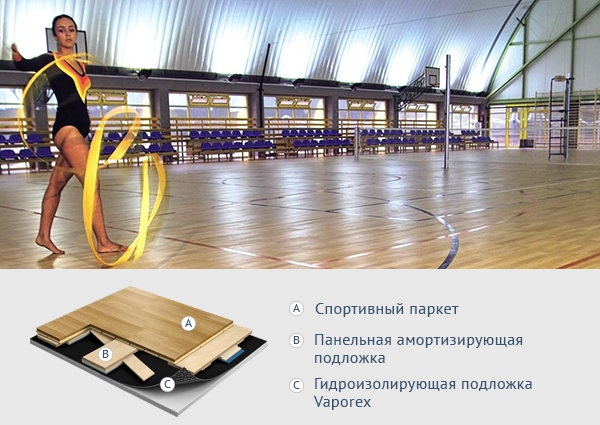 A Спортивный паркет
B Панельная амортизирующая
подложка
C Гидроизолирующая подложка
Vaporex
A
B
C